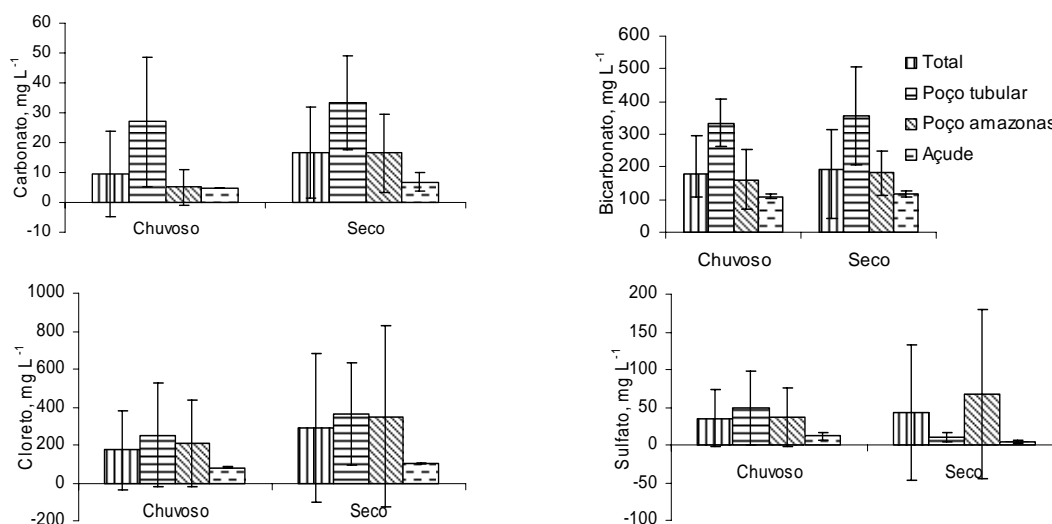 Carbonato, mg L-1
60
50
40
30
20
10
0
-10
Chuvoso Seco
Bicarbonato, mg L-1
600
500
400
300
200
100
0
Chuvoso Seco
Total
Poço tubular
Poço amazonas
Açude
Cloreto, mg L-1
1000
800
600
400
200
0
-200
Chuvoso Seco
Sulfato, mg L-1
200
150
100
50
0
-50
-100
Chuvoso Seco